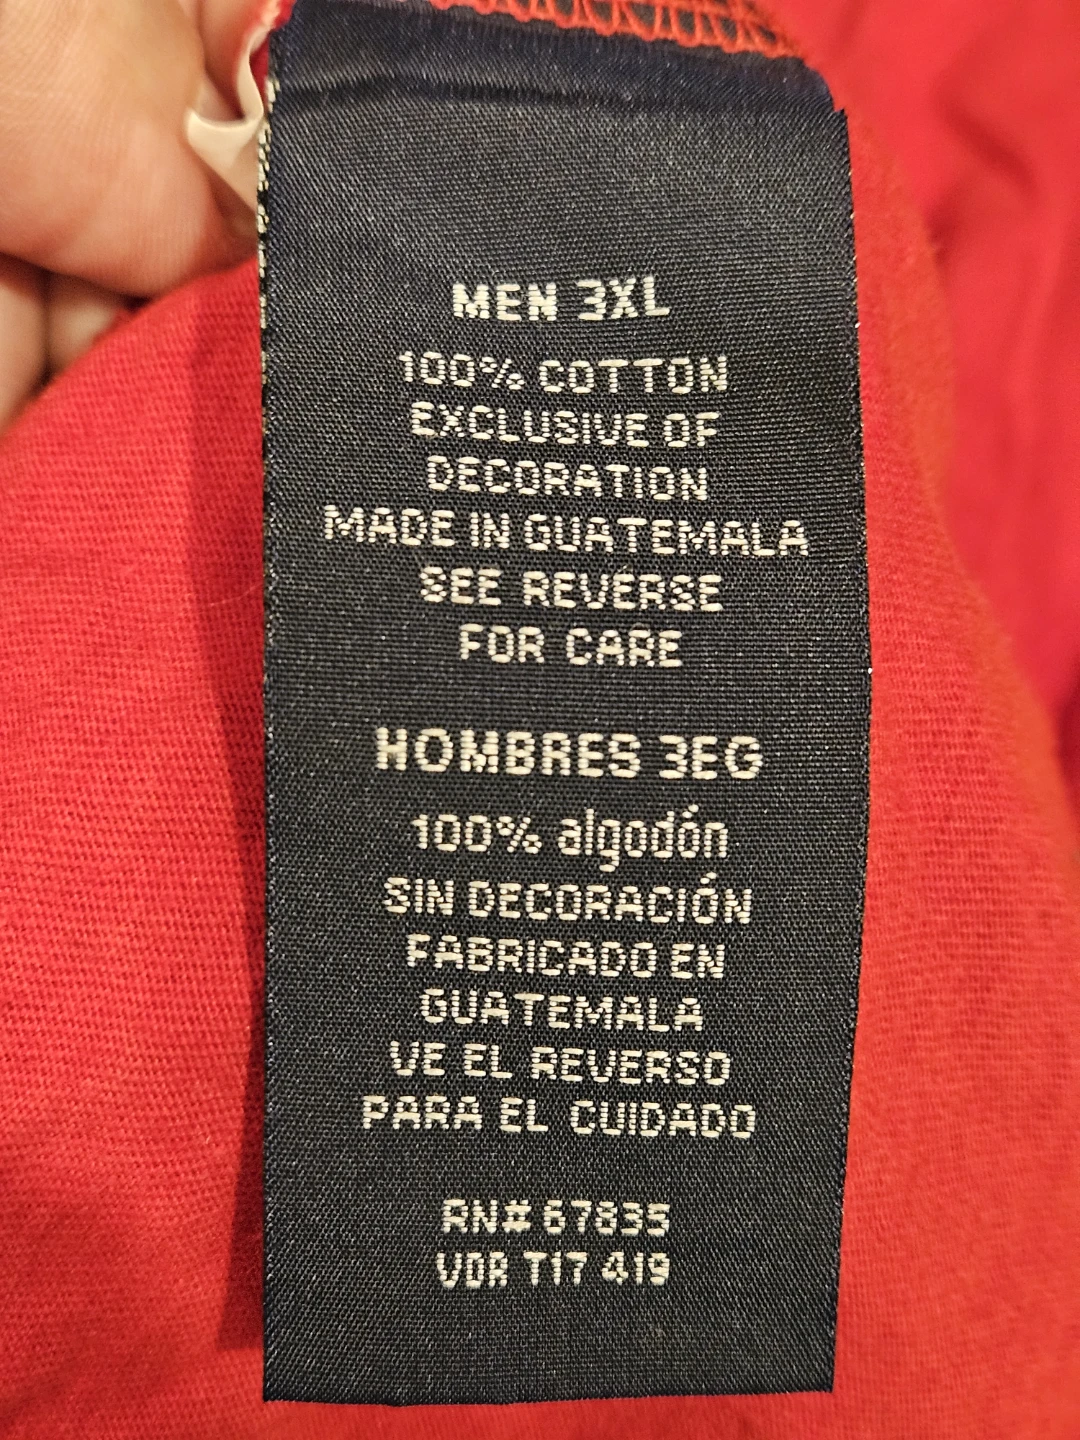 MEN 3XL
100% COTTON
EXCLUSIVE OF
DECORATION
MADE IN GUATEMALA
SEE REVERSE
FOR CARE
HOMBRES 3EG
100% algodón
SIN DECORACIÓN
FABRICADO EN
GUATEMALA
VE EL REVERSO
PARA EL CUIDADO
RN# 67835
VDR T17 419